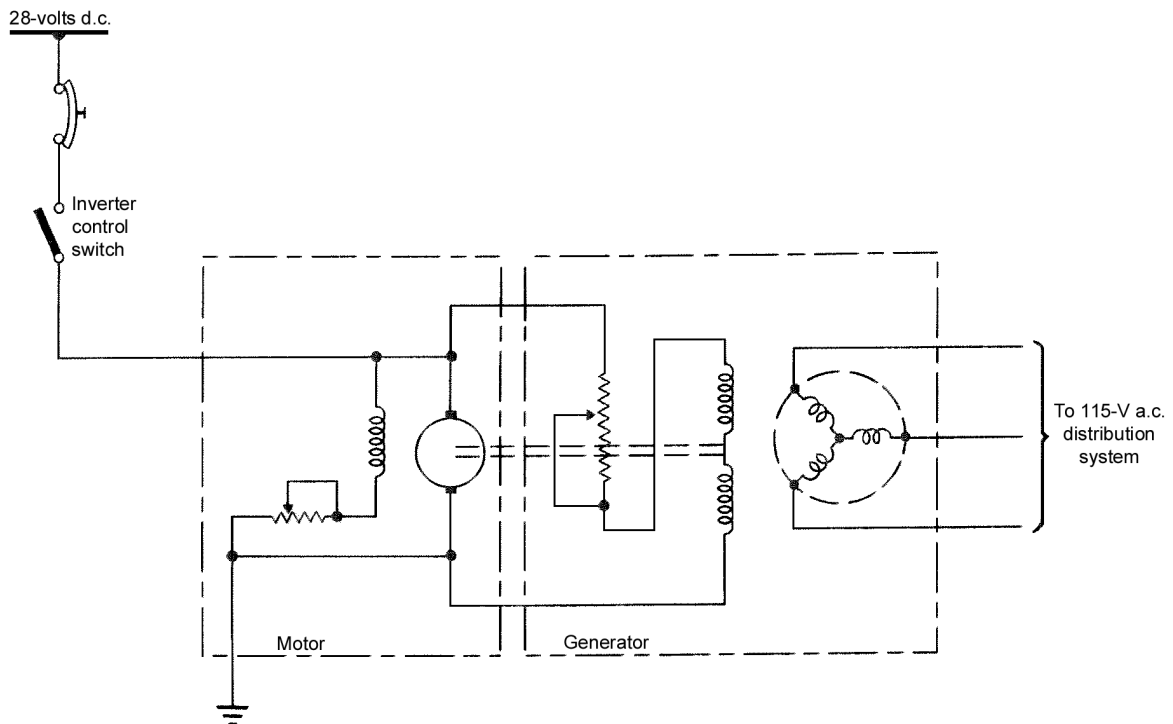 28-volts d.c.
Inverter
control
switch
To 115-V a.c.
distribution
system
Motor
Generator